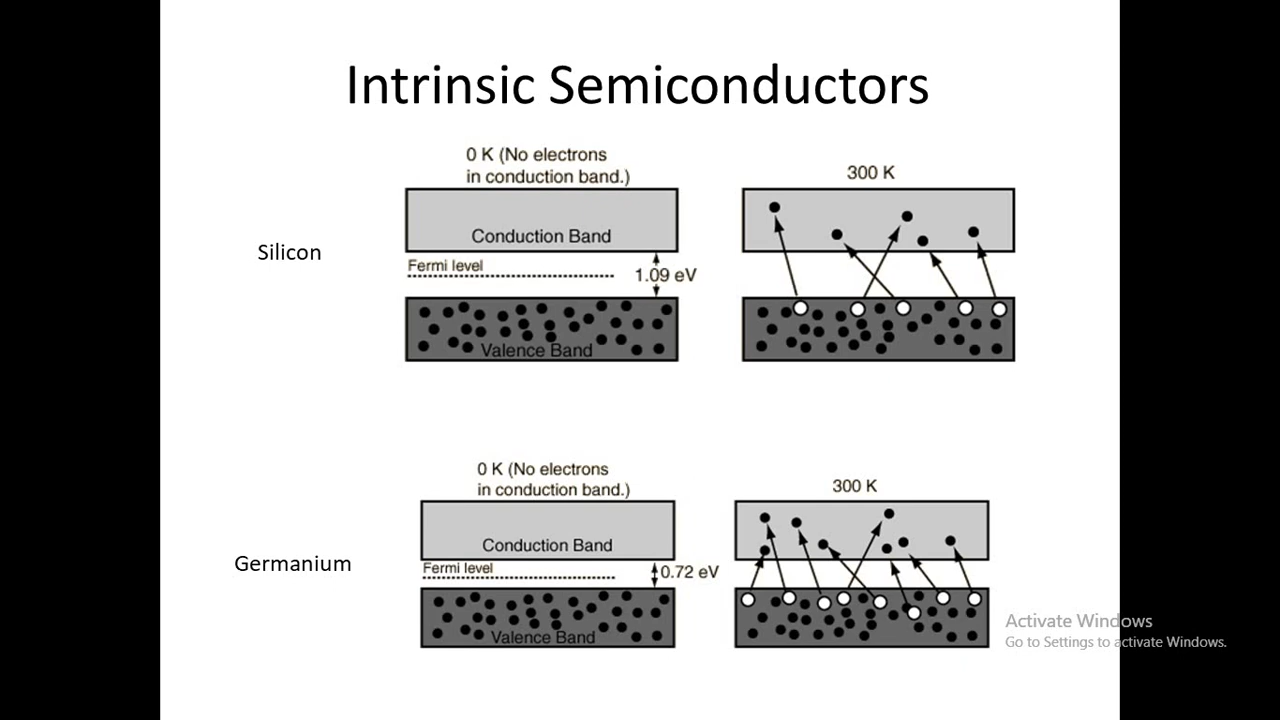 Intrinsic Semiconductors
0 K (No electrons
in conduction band.)
300 K
Silicon
Conduction Band
Fermi level
1.09 eV
Valence Band
0 K (No electrons
in conduction band.)
300 K
Germanium
Conduction Band
Fermi level
0.72 eV
Valence Band
Activate Windows
Go to Settings to activate Windows.